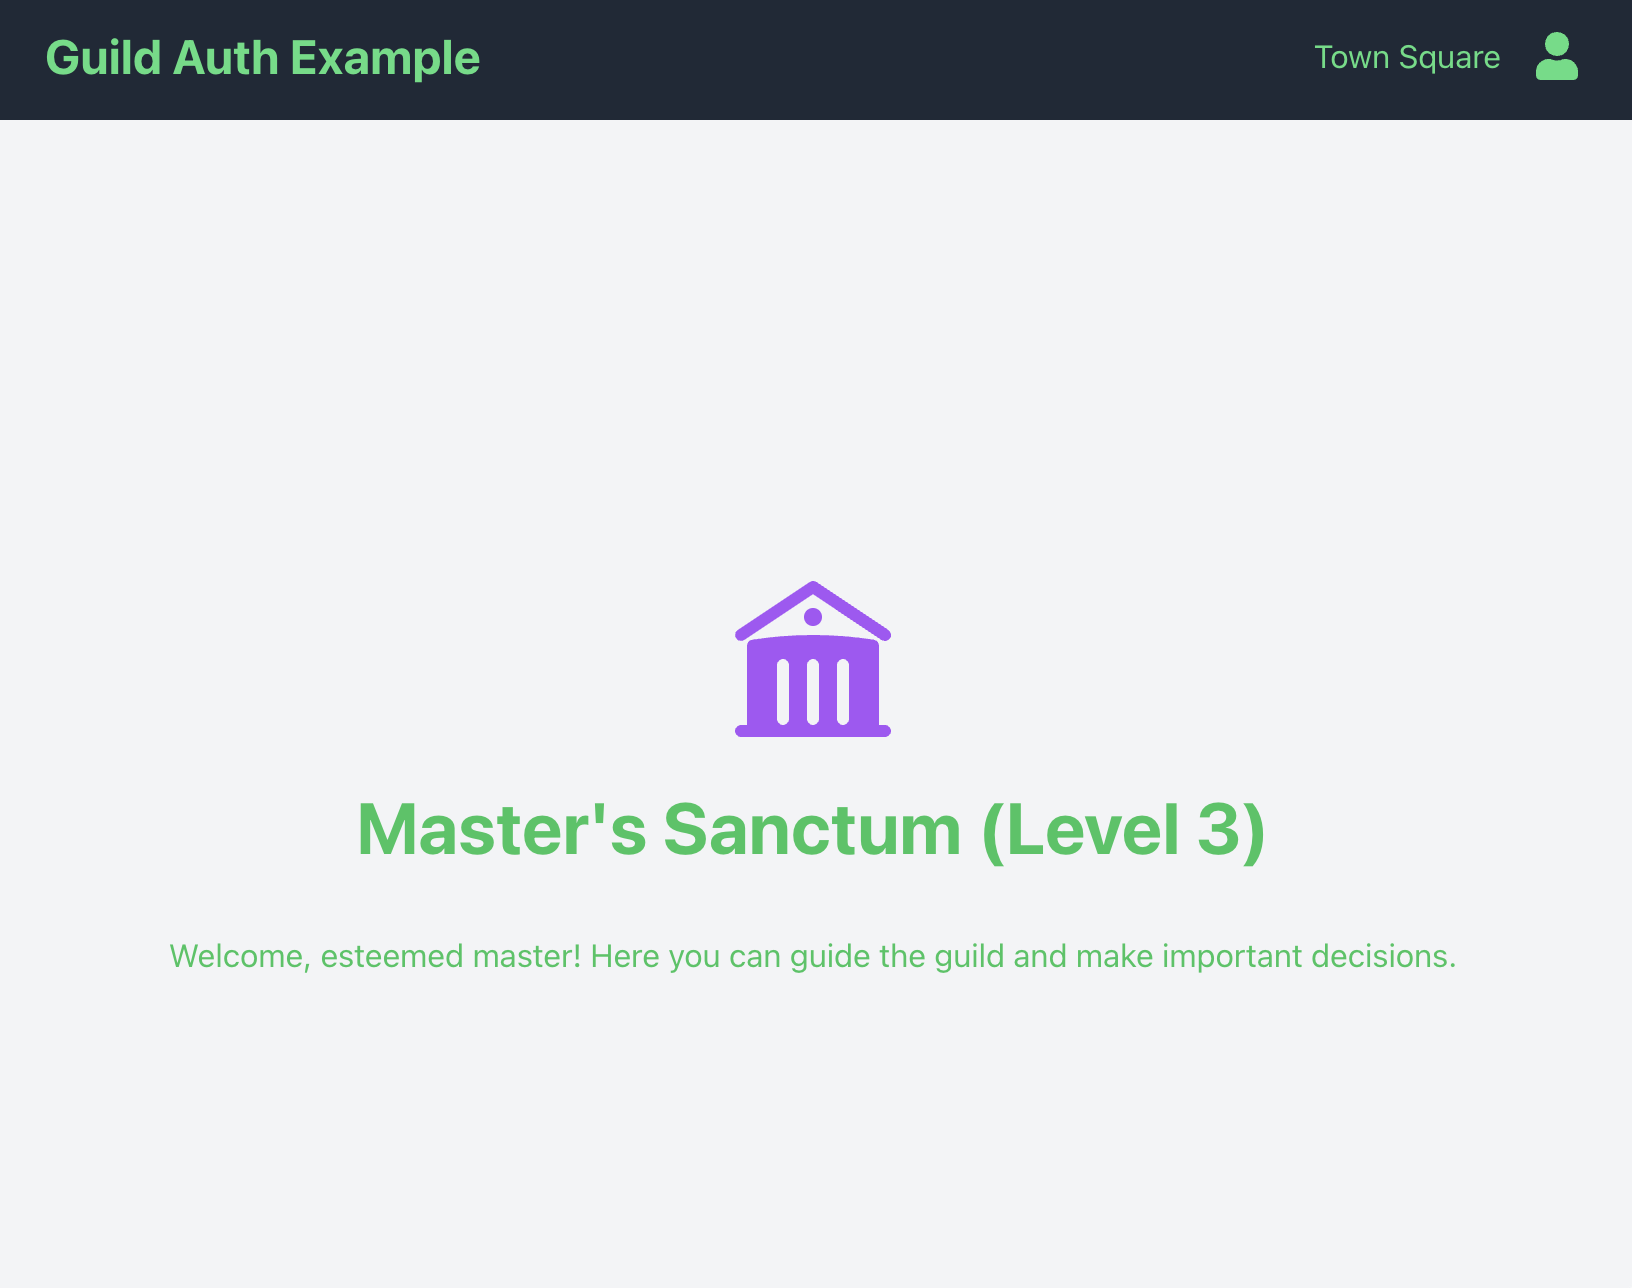 Guild Auth Example
Town Square
Master's Sanctum (Level 3)
Welcome, esteemed master! Here you can guide the guild and make important decisions.